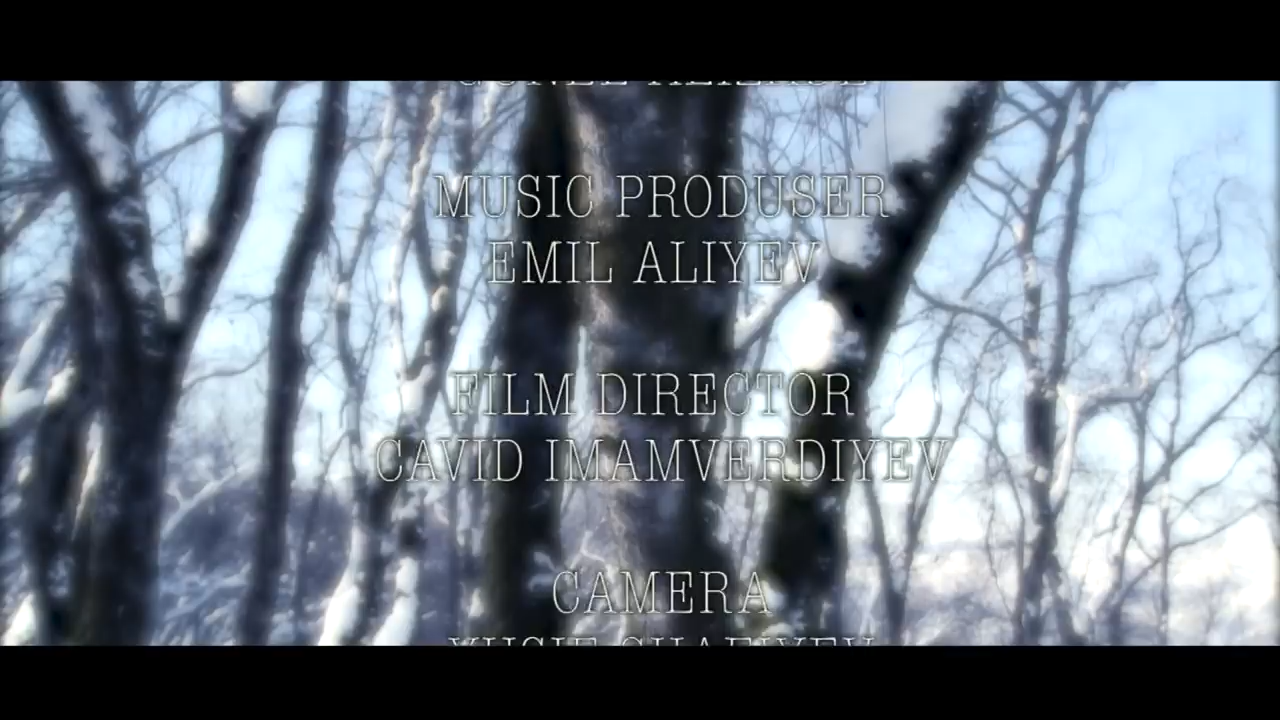 MUSIC PRODUSER
EMIL ALIYEV
FILM DIRECTOR
CAVID IMAMVERDIYEV
CAMERA